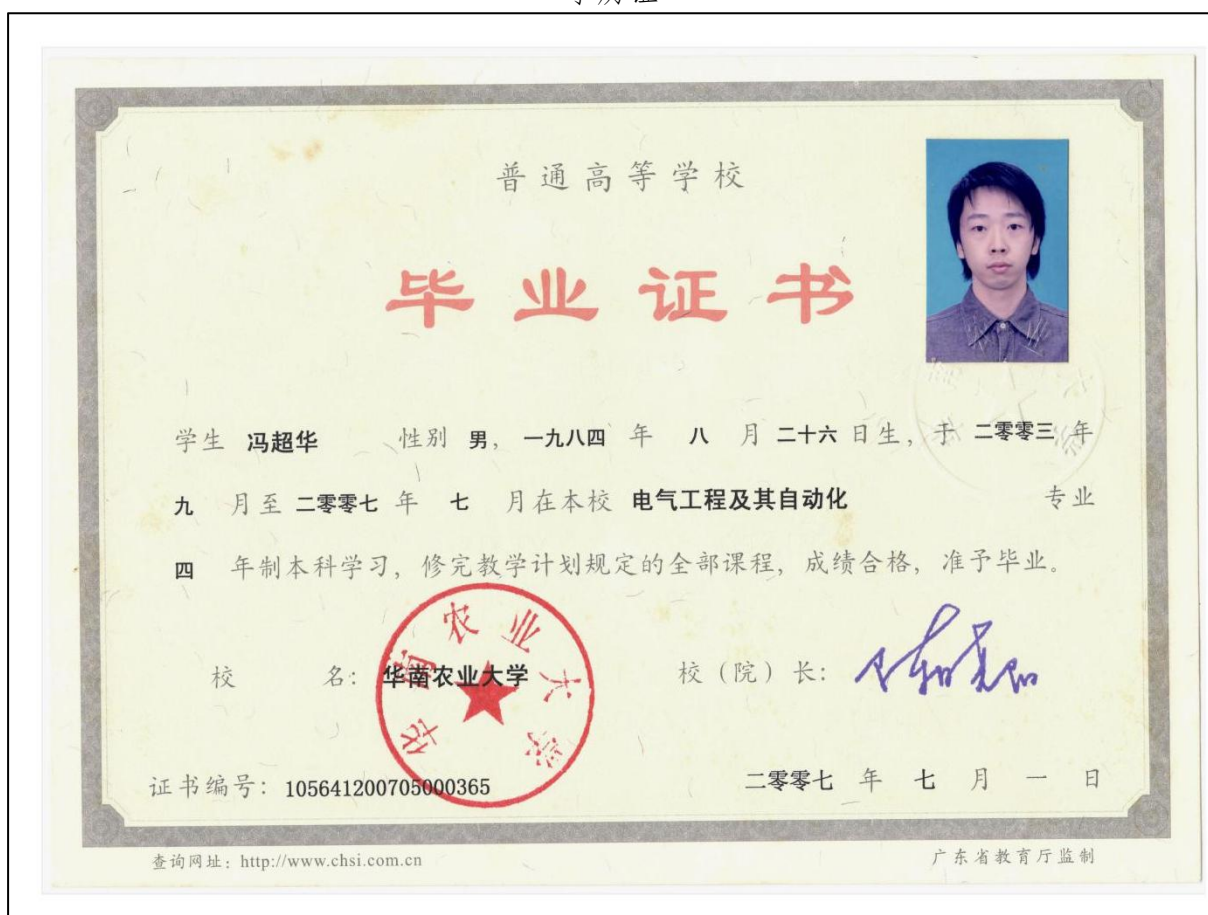 普通高等学校
毕业证书
学生 冯超华 性别 男, 一九八四 年 八 月 二十六 日生, 于 二零零三 年
九 月至 二零零七 年 七 月在本校 电气工程及其自动化 专业
四 年制本科学习, 修完教学计划规定的全部课程, 成绩合格, 准予毕业。
校 名: 华南农业大学 校(院)长:
华南农业大学
证书编号: 105641200705000365 二零零七 年 七 月 一 日
查询网址: http://www.chsi.com.cn 广东省教育厅监制